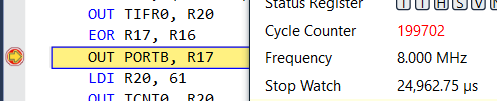 OUT TIFR0, R20
EOR R17, R16
OUT PORTB, R17
LDI R20, 61
OUT TCNT0, R20
Status Register
I T H S V N
Cycle Counter 199702
Frequency 8.000 MHz
Stop Watch 24,962.75 µs